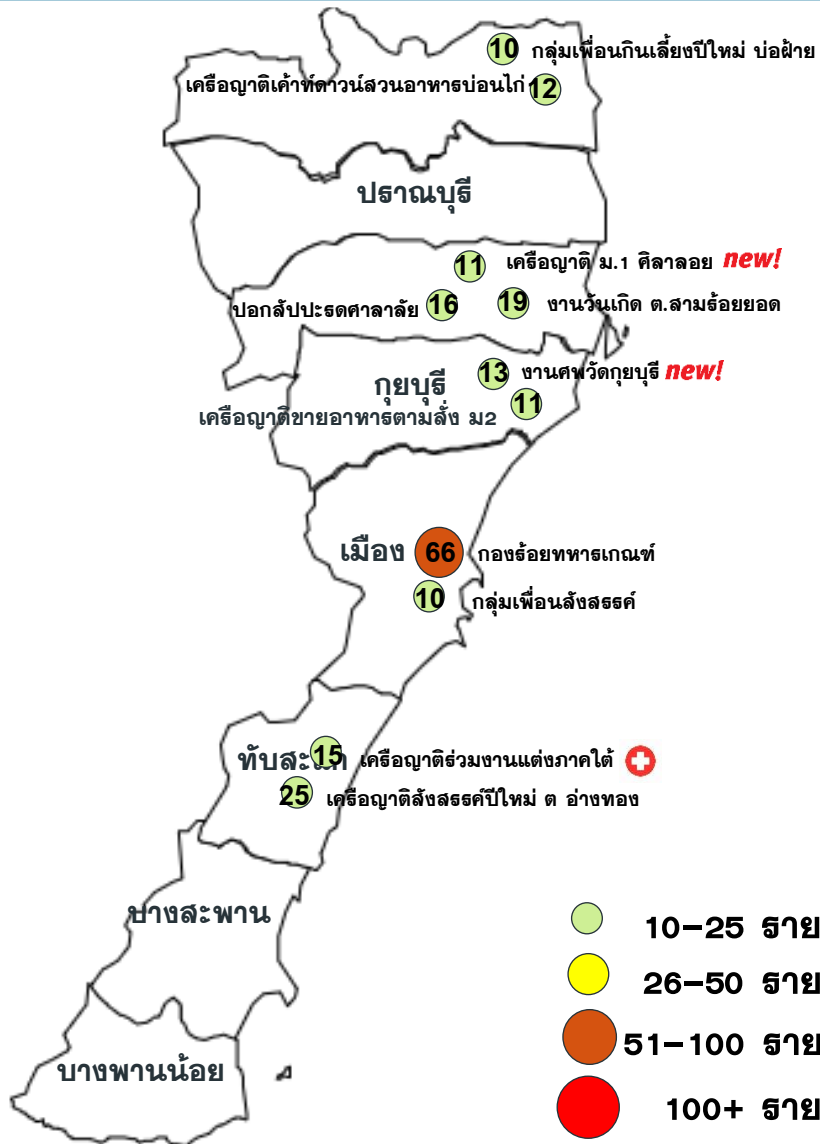 10 กลุ่มเพื่อนกินเลี้ยงปีใหม่ บ่อฝ้าย
เครือญาติเค้าท์ดาวน์สวนอาหารบ่อนไก่ 12
ปราณบุรี
11 เครือญาติ ม.1 ศิลาลอย new!
ปอกสัปปะรดศาลาลัย 16
19 งานวันเกิด ต.สามร้อยยอด
กุยบุรี
13 งานศพวัดกุยบุรี new!
เครือญาติขายอาหารตามสั่ง ม2
11
เมือง 66 กองร้อยทหารเกณฑ์
10 กลุ่มเพื่อนสังสรรค์
15 เครือญาติร่วมงานแต่งภาคใต้
25 เครือญาติสังสรรค์ปีใหม่ ต อ่างทอง
บางสะพาน
บางพานน้อย
10-25 ราย
26-50 ราย
51-100 ราย
100+ ราย